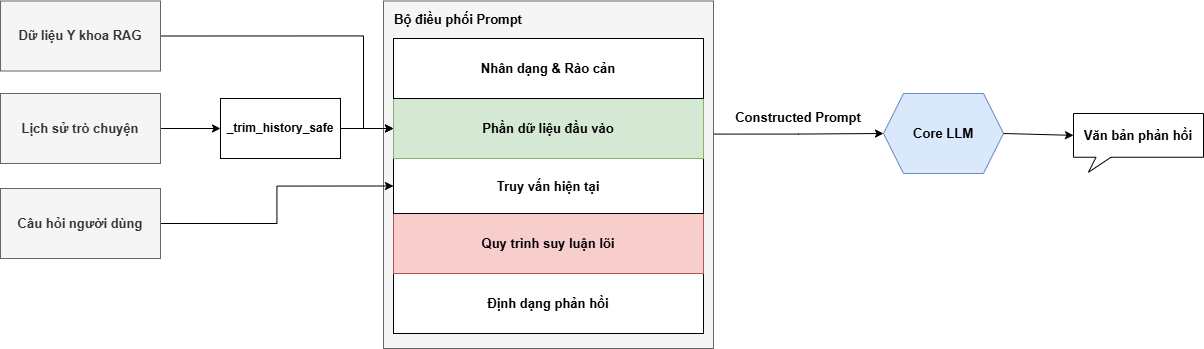 Dữ liệu Y khoa RAG
Lịch sử trò chuyện
Câu hỏi người dùng
_trim_history_safe
Bộ điều phối Prompt
Nhân dạng & Rào cản
Phần dữ liệu đầu vào
Truy vấn hiện tại
Quy trình suy luận lõi
Định dạng phản hồi
Constructed Prompt
Core LLM
Văn bản phản hồi